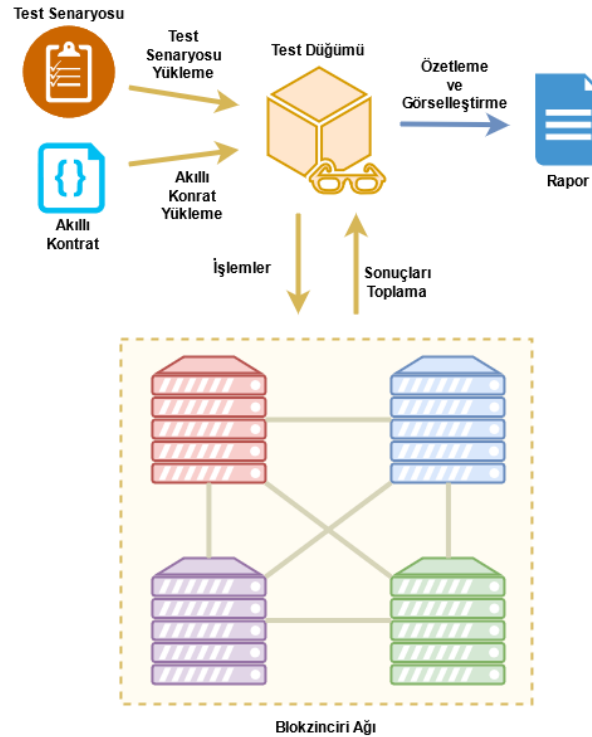 Test Senaryosu
Test
Senaryosu
Yükleme
Test Düğümü
Özetleme
ve
Görselleştirme
{}
Akıllı
Kontrat
Akıllı
Konrat
Yükleme
Rapor
İşlemler
Sonuçları
Toplama
Blokzinciri Ağı